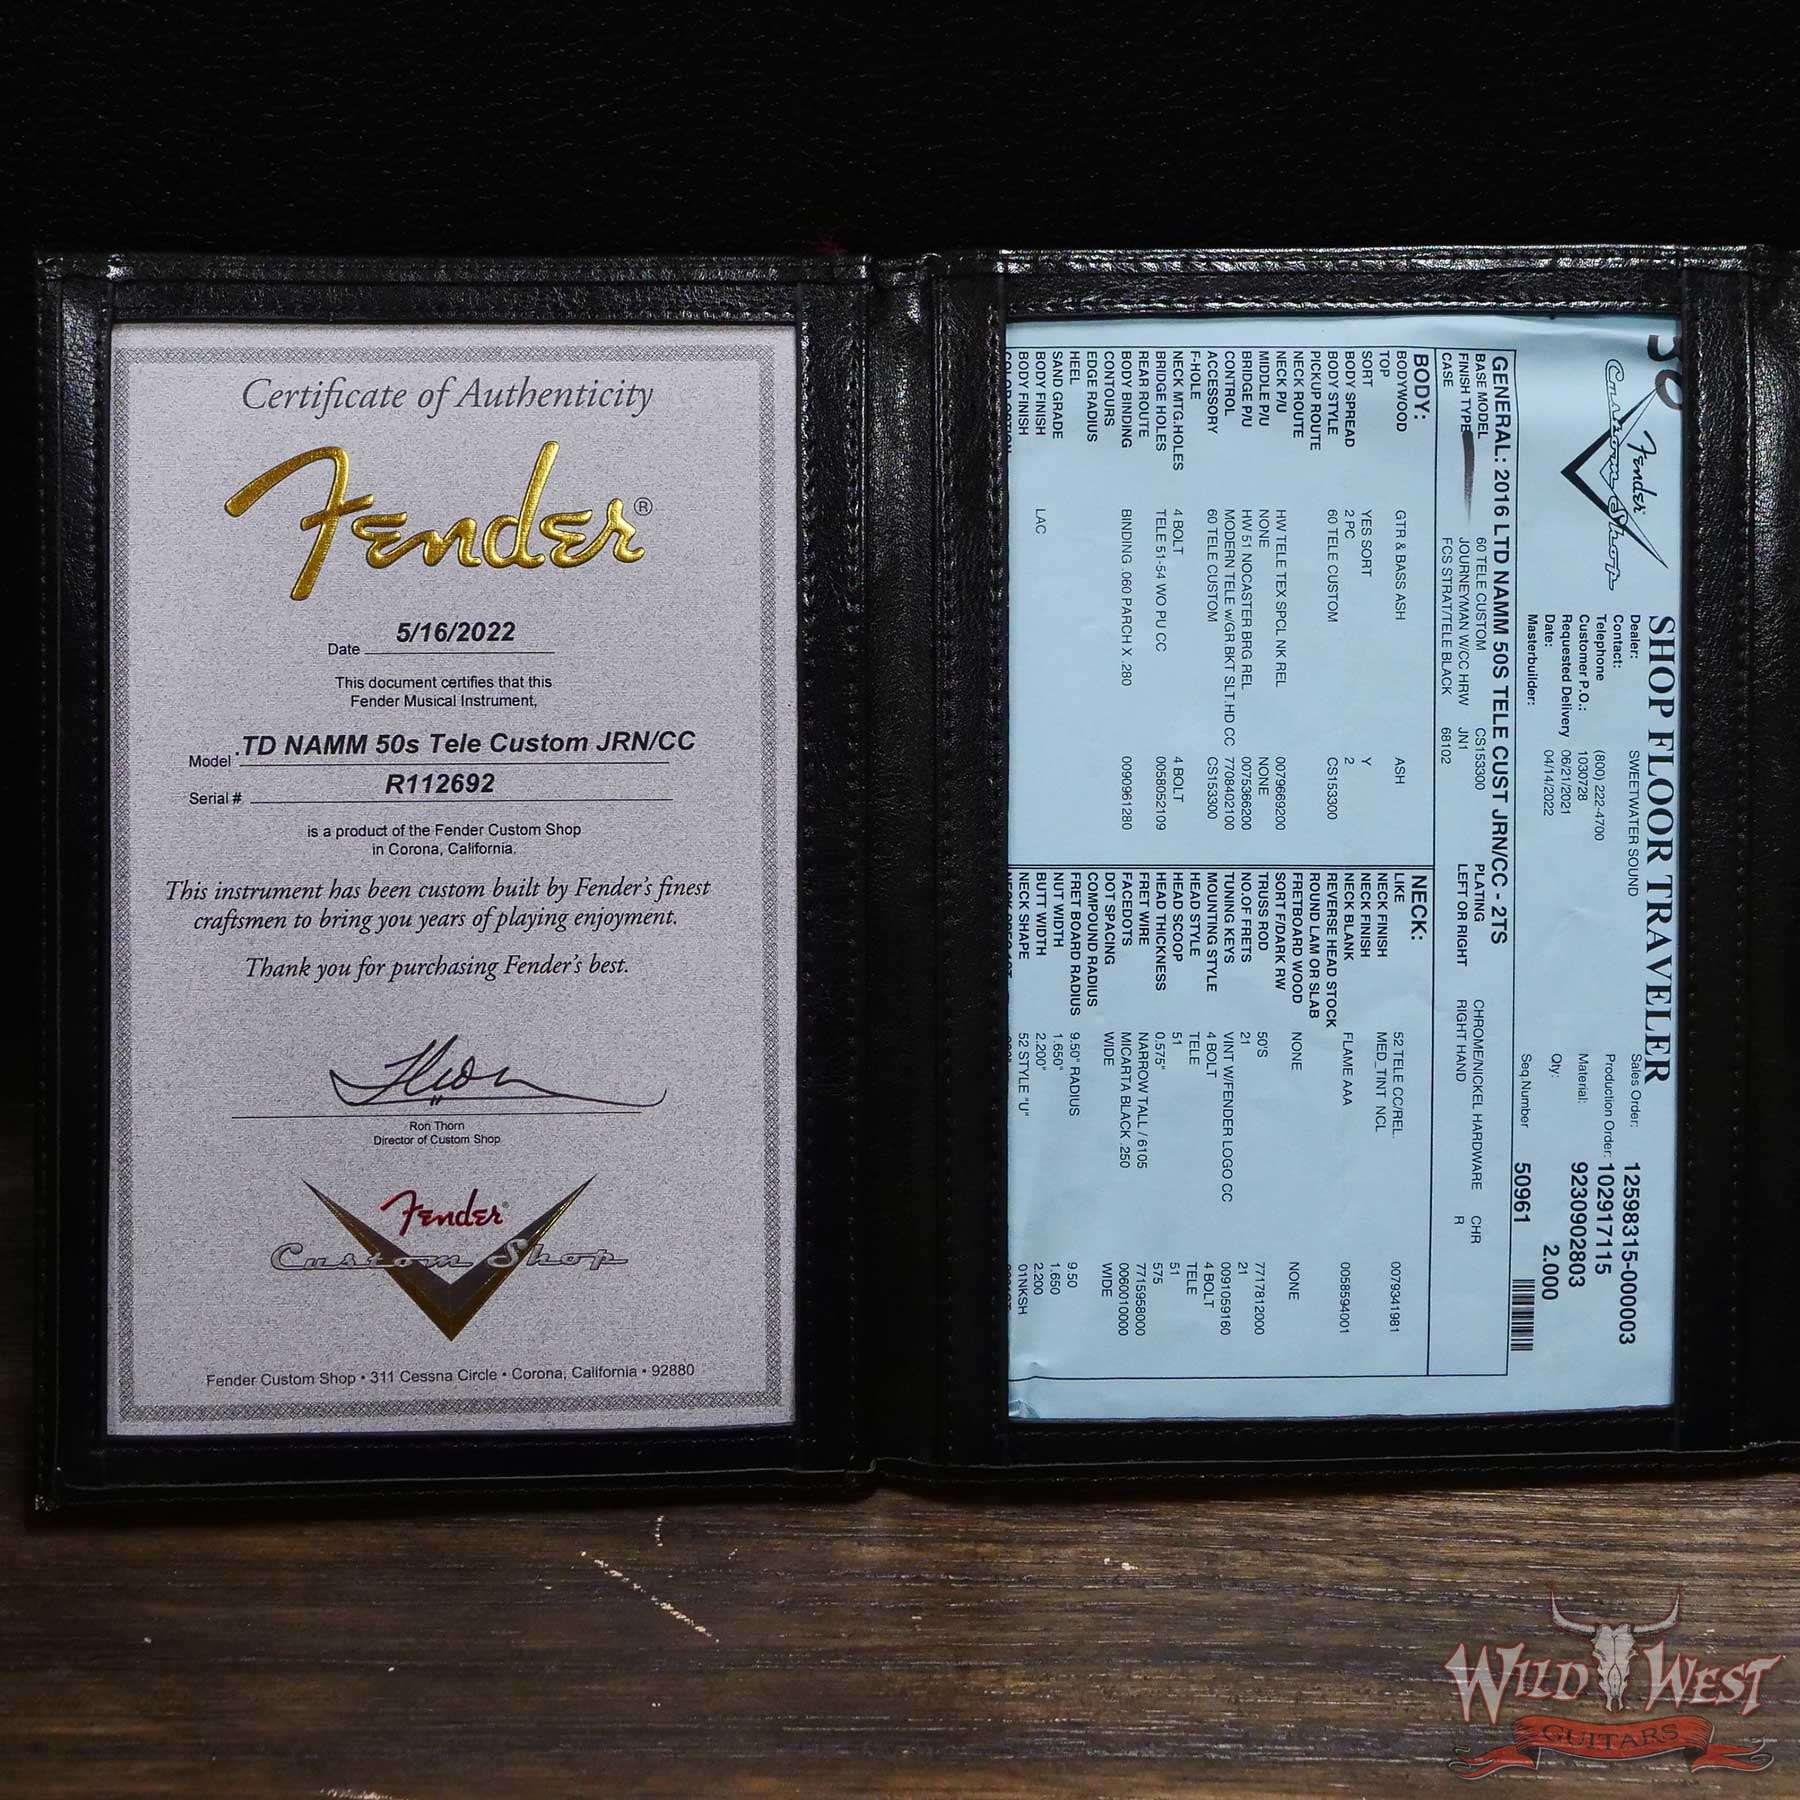 Certificate of Authenticity
Fender®
5/16/2022
Date
This document certifies that this
Fender Musical Instrument,
Model .TD NAMM 50s Tele Custom JRN/CC
Serial # R112692
is a product of the Fender Custom Shop
in Corona, California.
This instrument has been custom built by Fender's finest
craftsmen to bring you years of playing enjoyment.
Thank you for purchasing Fender's best.
Ron Thorn
Director of Custom Shop
Fender®
Custom Shop
Fender Custom Shop • 311 Cessna Circle • Corona, California • 92880
Fender
Custom Shop
SHOP FLOOR TRAVELER
Dealer: SWEETWATER SOUND Sales Order: 12598315-000003
Contact: Production Order: 102917115
Telephone (800) 222-4700
Customer P.O.: 1030728 Material: 9230902803
Requested Delivery 06/21/2021
Date: 04/14/2022 Qty: 2.000
Masterbuilder: Seq.Number 50961
GENERAL: 2016 LTD NAMM 50S TELE CUST JRN/CC - 2TS
BASE MODEL 60 TELE CUSTOM CS153300 PLATING CHROME/NICKEL HARDWARE CHR
FINISH TYPE JOURNEYMAN W/CC HRW JN1 LEFT OR RIGHT RIGHT HAND R
CASE FCS STRAT/TELE BLACK 68102
BODY:
BODYWOOD GTR & BASS ASH ASH
TOP
SORT YES SORT Y
BODY SPREAD 2 PC 2
BODY STYLE 60 TELE CUSTOM CS153300
PICKUP ROUTE
NECK ROUTE
NECK P/U HW TELE TEX SPCL NK REL 0079669200
MIDDLE P/U NONE NONE
BRIDGE P/U HW 51 NOCASTER BRG REL 0075366200
CONTROL MODERN TELE w/GR BKT SLT.HD CC 7708402100
ACCESSORY 60 TELE CUSTOM CS153300
F-HOLE
NECK MTG.HOLES 4 BOLT 4 BOLT
BRIDGE HOLES TELE 51-54 WO PU CC 0058052109
REAR ROUTE
BODY BINDING BINDING .060 PARCH X .280 0090961280
CONTOURS
EDGE RADIUS
HEEL
SAND GRADE
BODY FINISH LAC
BODY FINISH
NECK:
LIKE 52 TELE CC/REL. 0079341981
NECK FINISH MED_TINT NCL
NECK FINISH
NECK BLANK FLAME AAA 0058594001
REVERSE HEAD STOCK
ROUND LAM OR SLAB
FRETBOARD WOOD NONE NONE
SORT F/DARK RW
TRUSS ROD 50'S 7717812000
NO.OF FRETS 21 21
TUNING KEYS VINT W/FENDER LOGO CC 0091059160
MOUNTING STYLE 4 BOLT 4 BOLT
HEAD STYLE TELE TELE
HEAD SCOOP 51 51
HEAD THICKNESS 0.575" 575
FRET WIRE NARROW TALL / 6105 7715958000
FACEDOTS MICARTA BLACK .250 0060010000
DOT SPACING WIDE WIDE
COMPOUND RADIUS
FRET BOARD RADIUS 9.50" RADIUS 9.50
NUT WIDTH 1.650" 1.650
BUTT WIDTH 2.200" 2.200
NECK SHAPE 52 STYLE "U" 01NKSH
WILD WEST
GUITARS